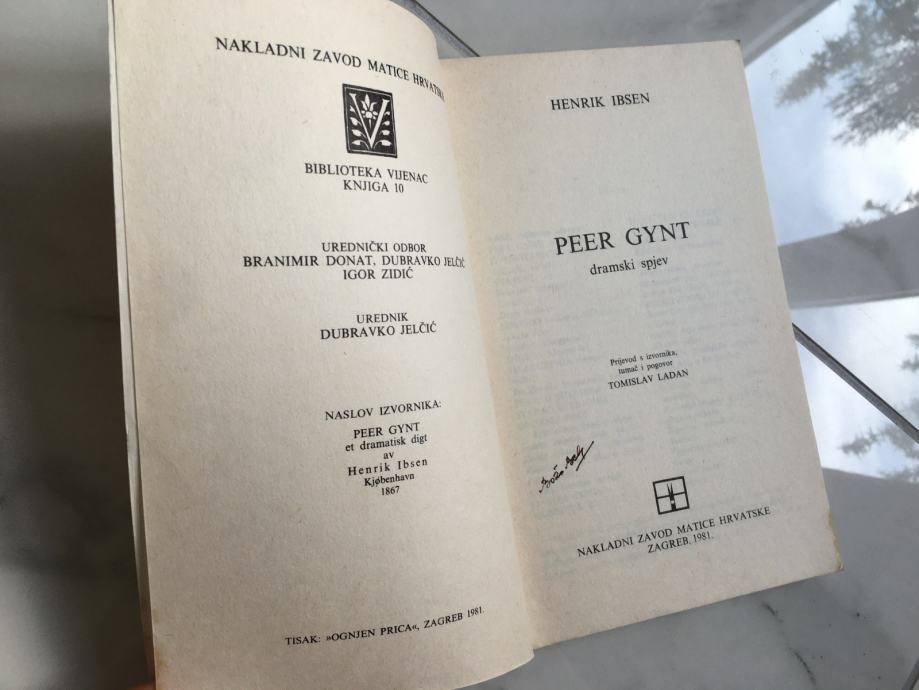 NAKLADNI ZAVOD MATICE HRVATSKE
V
BIBLIOTEKA VIJENAC
KNJIGA 10
UREDNIČKI ODBOR
BRANIMIR DONAT, DUBRAVKO JELČIĆ
IGOR ZIDIĆ
UREDNIK
DUBRAVKO JELČIĆ
NASLOV IZVORNIKA:
PEER GYNT
et dramatisk digt
av
Henrik Ibsen
Kjøbenhavn
1867
TISAK: »OGNJEN PRICA«, ZAGREB 1981.
HENRIK IBSEN
PEER GYNT
dramski spjev
Prijevod s izvornika,
tumač i pogovor
TOMISLAV LADAN
NAKLADNI ZAVOD MATICE HRVATSKE
ZAGREB, 1981.